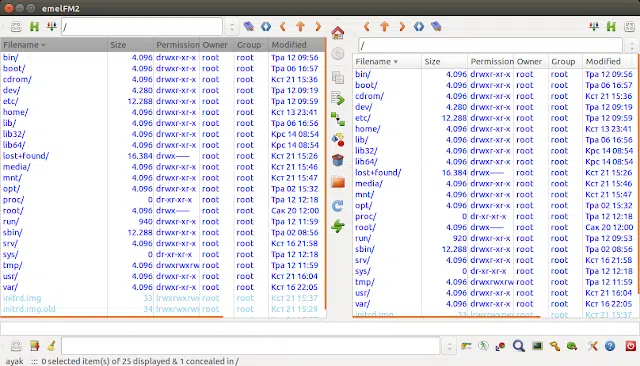 emelFM2
/
/
Filename Size Permission Owner Group Modified
bin/ 4.096 drwxr-xr-x root root Тра 12 09:56
boot/ 4.096 drwxr-xr-x root root Тра 06 16:57
cdrom/ 4.096 drwxr-xr-x root root Кст 21 15:36
dev/ 4.280 drwxr-xr-x root root Тра 12 09:19
etc/ 12.288 drwxr-xr-x root root Тра 12 09:59
home/ 4.096 drwxr-xr-x root root Кст 13 23:41
lib/ 4.096 drwxr-xr-x root root Тра 06 16:56
lib32/ 4.096 drwxr-xr-x root root Крс 14 08:54
lib64/ 4.096 drwxr-xr-x root root Крс 14 08:54
lost+found/ 16.384 drwx—— root root Кст 21 15:26
media/ 4.096 drwxr-xr-x root root Кст 21 15:46
mnt/ 4.096 drwxr-xr-x root root Кст 21 15:47
opt/ 4.096 drwxr-xr-x root root Тра 02 15:32
proc/ 0 dr-xr-xr-x root root Тра 12 12:18
root/ 4.096 drwx—— root root Сак 20 12:00
run/ 940 drwxr-xr-x root root Тра 12 11:59
sbin/ 12.288 drwxr-xr-x root root Тра 02 08:56
srv/ 4.096 drwxr-xr-x root root Кст 16 21:58
sys/ 0 dr-xr-xr-x root root Тра 12 12:18
tmp/ 4.096 drwxrwxrw root root Тра 12 11:59
usr/ 4.096 drwxr-xr-x root root Кст 21 16:04
var/ 4.096 drwxr-xr-x root root Кст 16 22:05
initrd.img 33 lrwxrwxrw root root Кст 21 15:37
initrd.img.old 34 lrwxrwxrw root root Кст 21 15:29
Filename Size Permission Owner Group Modified
bin/ 4.096 drwxr-xr-x root root Тра 12 09:56
boot/ 4.096 drwxr-xr-x root root Тра 06 16:57
cdrom/ 4.096 drwxr-xr-x root root Кст 21 15:36
dev/ 4.280 drwxr-xr-x root root Тра 12 09:19
etc/ 12.288 drwxr-xr-x root root Тра 12 09:59
home/ 4.096 drwxr-xr-x root root Кст 13 23:41
lib/ 4.096 drwxr-xr-x root root Тра 06 16:56
lib32/ 4.096 drwxr-xr-x root root Крс 14 08:54
lib64/ 4.096 drwxr-xr-x root root Крс 14 08:54
lost+found/ 16.384 drwx—— root root Кст 21 15:26
media/ 4.096 drwxr-xr-x root root Кст 21 15:46
mnt/ 4.096 drwxr-xr-x root root Кст 21 15:47
opt/ 4.096 drwxr-xr-x root root Тра 02 15:32
proc/ 0 dr-xr-xr-x root root Тра 12 12:18
root/ 4.096 drwx—— root root Сак 20 12:00
run/ 920 drwxr-xr-x root root Тра 12 09:53
sbin/ 12.288 drwxr-xr-x root root Тра 02 08:56
srv/ 4.096 drwxr-xr-x root root Кст 16 21:58
sys/ 0 dr-xr-xr-x root root Тра 12 12:18
tmp/ 4.096 drwxrwxrw root root Тра 12 11:59
usr/ 4.096 drwxr-xr-x root root Кст 21 16:04
var/ 4.096 drwxr-xr-x root root Кст 16 22:05
initrd.img 33 lrwxrwxrw root root Кст 21 15:37
ayak ::: 0 selected item(s) of 25 displayed & 1 concealed in /